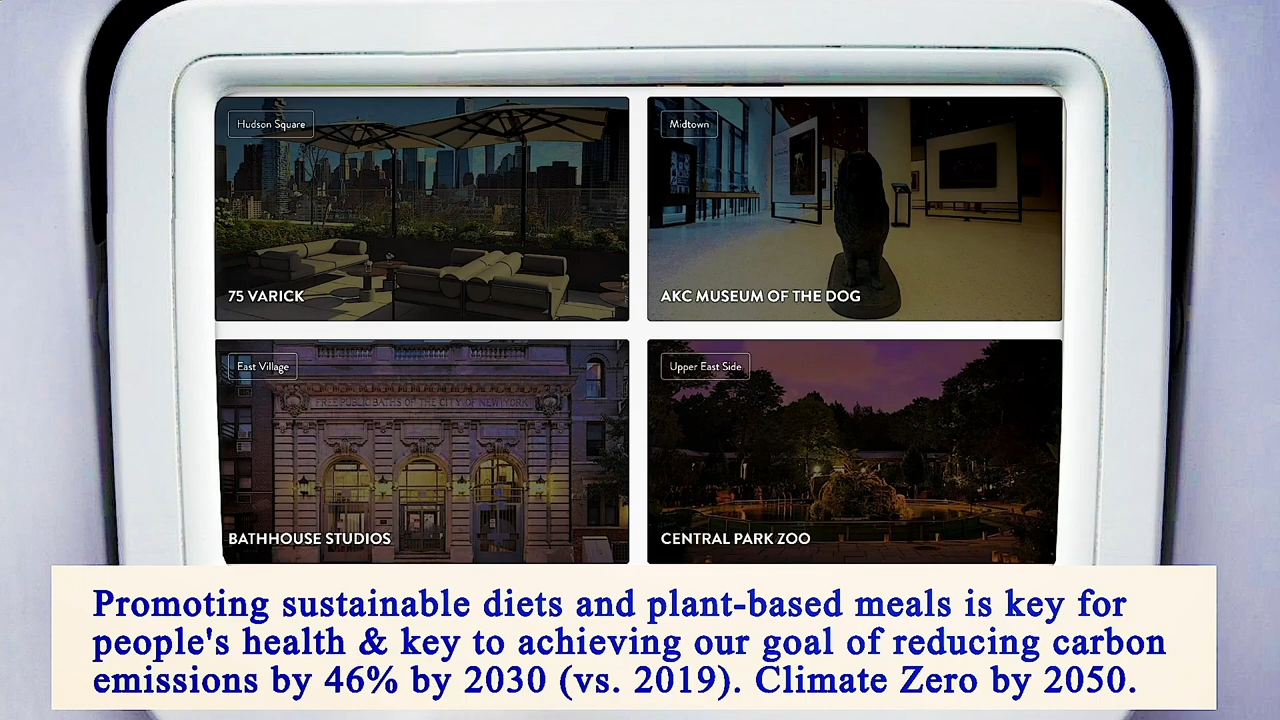 Hudson Square
75 VARICK
Midtown
AKC MUSEUM OF THE DOG
East Village
FREE PUBLIC BATHS OF THE CITY OF NEW YORK
BATHHOUSE STUDIOS
Upper East Side
CENTRAL PARK ZOO
Promoting sustainable diets and plant-based meals is key for
people's health & key to achieving our goal of reducing carbon
emissions by 46% by 2030 (vs. 2019). Climate Zero by 2050.